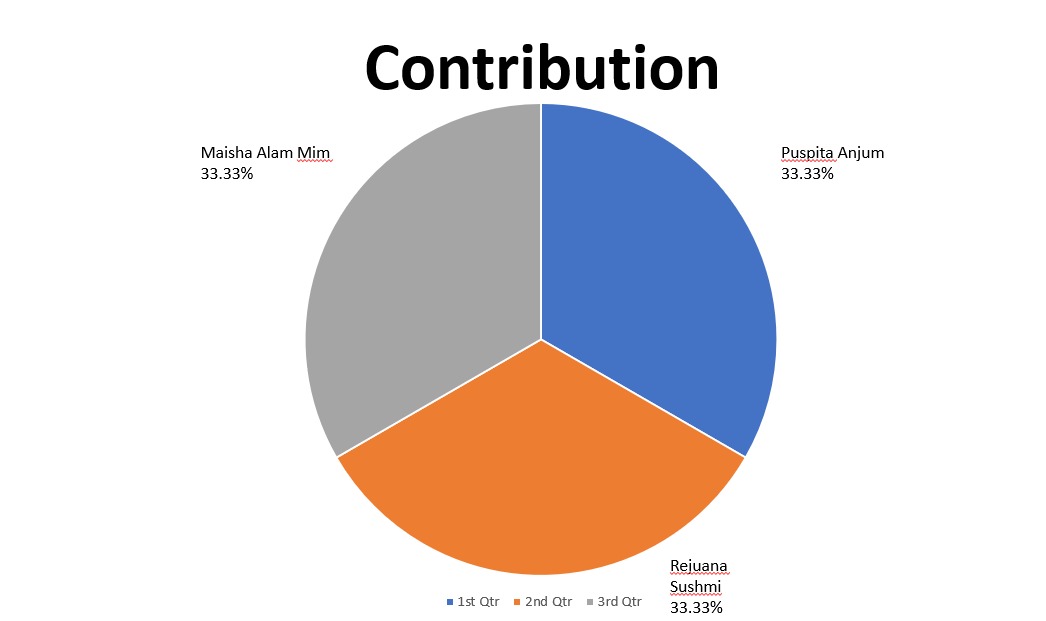 Contribution
Maisha Alam Mim
33.33%
Puspita Anjum
33.33%
Rejuana
Sushmi
33.33%
1st Qtr 2nd Qtr 3rd Qtr